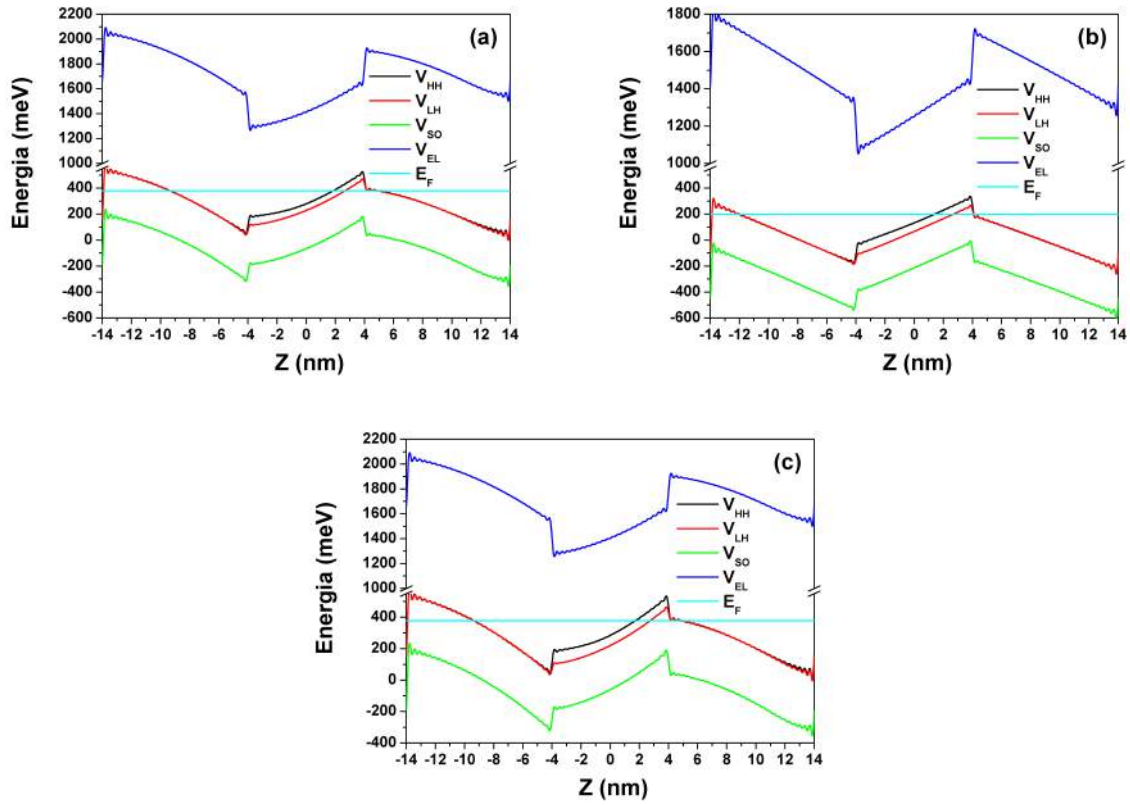 (a)
Energia (meV)
2200
2000
1800
1600
1400
1200
1000
400
200
0
-200
-400
-600
V_HH
V_LH
V_SO
V_EL
E_F
-14 -12 -10 -8 -6 -4 -2 0 2 4 6 8 10 12 14
Z (nm)
(b)
Energia (meV)
1800
1600
1400
1200
1000
400
200
0
-200
-400
-600
V_HH
V_LH
V_SO
V_EL
E_F
-14 -12 -10 -8 -6 -4 -2 0 2 4 6 8 10 12 14
Z (nm)
(c)
Energia (meV)
2200
2000
1800
1600
1400
1200
1000
400
200
0
-200
-400
V_HH
V_LH
V_SO
V_EL
E_F
-14 -12 -10 -8 -6 -4 -2 0 2 4 6 8 10 12 14
Z (nm)